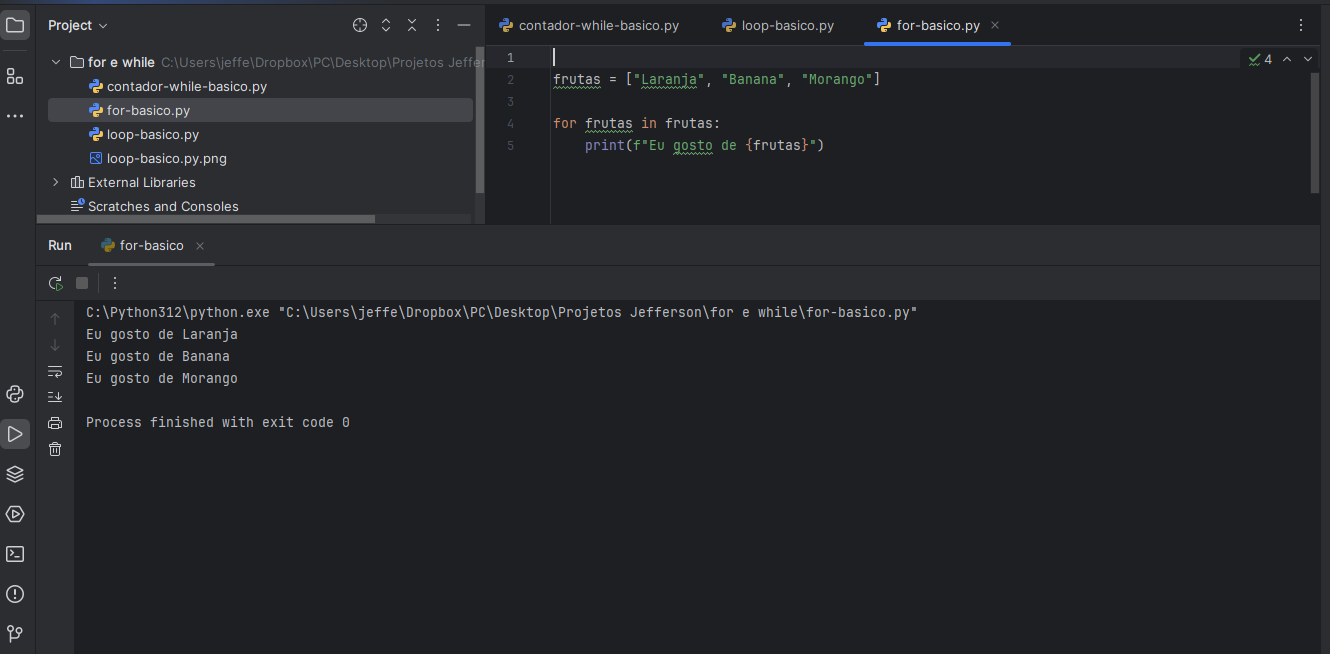 Project
contador-while-basico.py
loop-basico.py
for-basico.py
for e while C:\Users\jeffe\Dropbox\PC\Desktop\Projetos Jeffer
contador-while-basico.py
for-basico.py
loop-basico.py
loop-basico.py.png
External Libraries
Scratches and Consoles
1
2 frutas = ["Laranja", "Banana", "Morango"]
3
4 for frutas in frutas:
5 print(f"Eu gosto de {frutas}")
4
Run for-basico
C:\Python312\python.exe "C:\Users\jeffe\Dropbox\PC\Desktop\Projetos Jefferson\for e while\for-basico.py"
Eu gosto de Laranja
Eu gosto de Banana
Eu gosto de Morango
Process finished with exit code 0